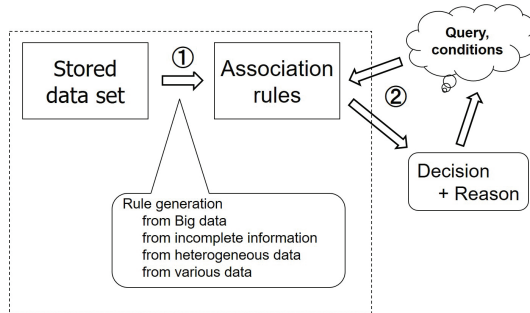 Stored
data set
①
Association
rules
Query,
conditions
②
Decision
+ Reason
Rule generation
from Big data
from incomplete information
from heterogeneous data
from various data